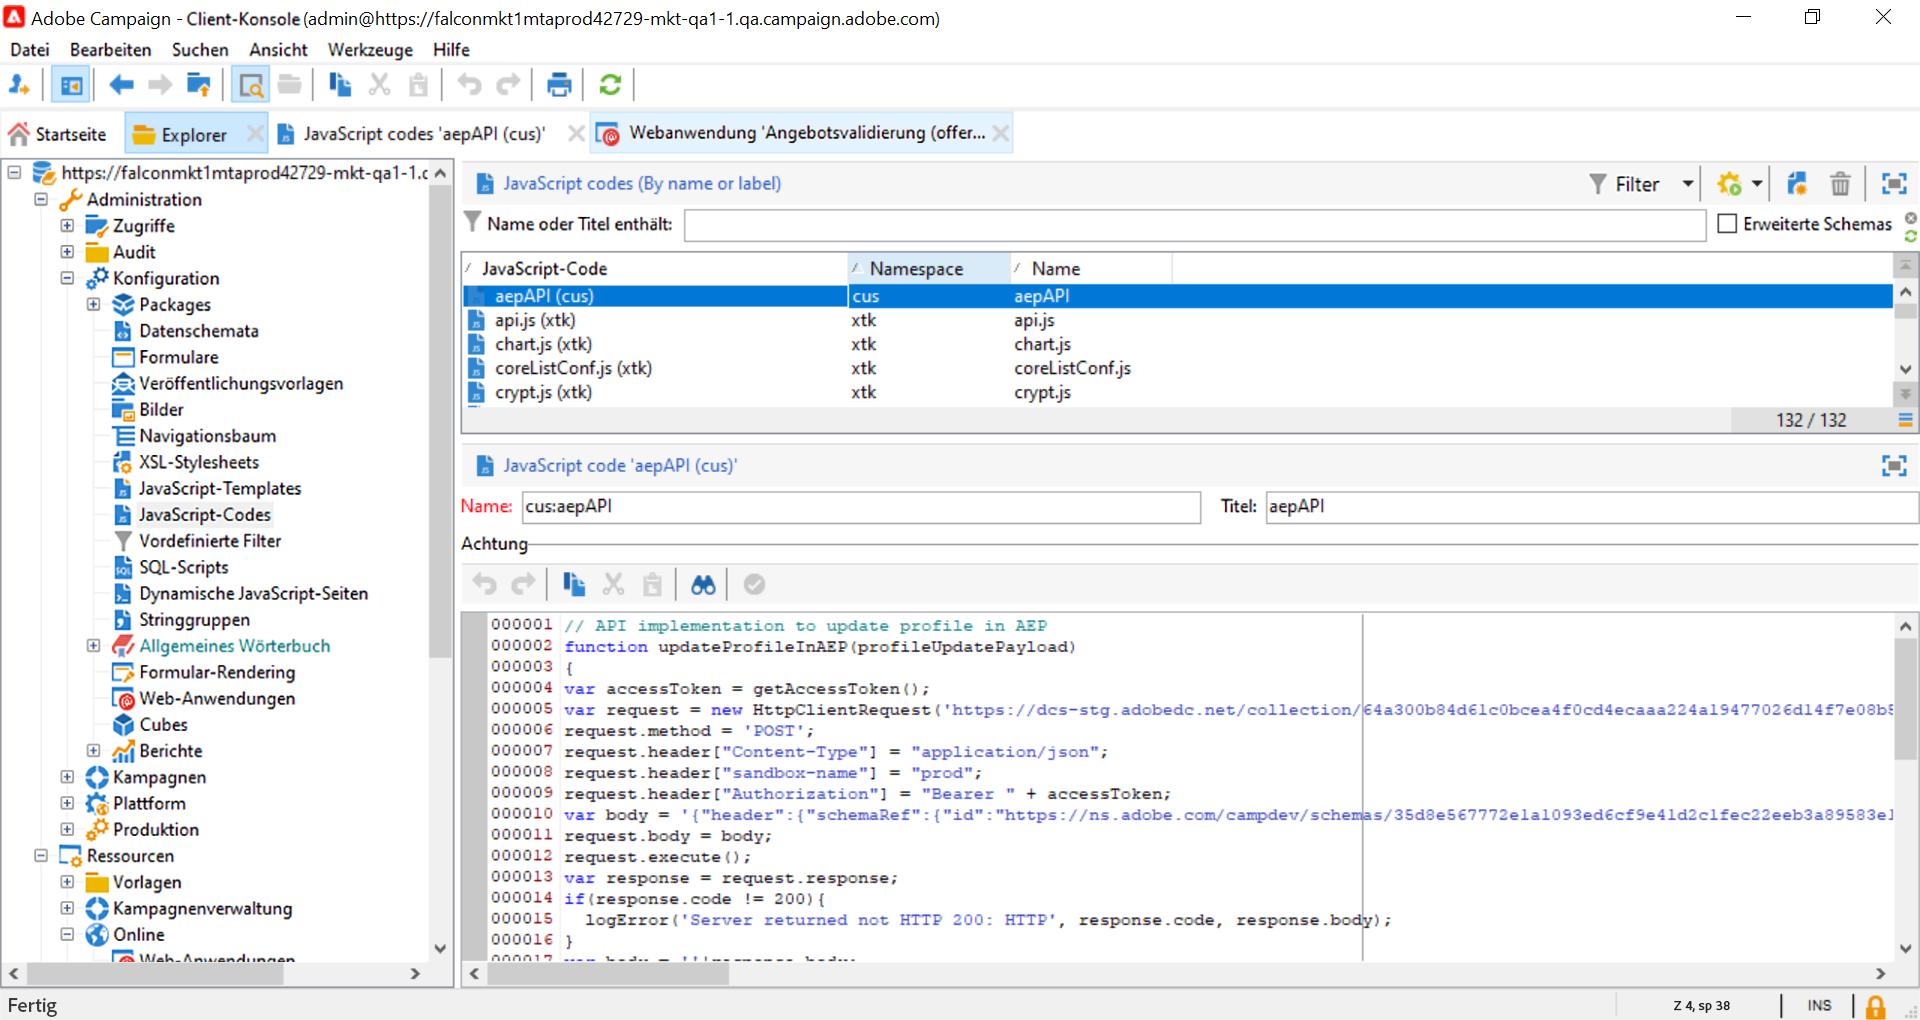 Adobe Campaign - Client-Konsole (admin@https://falconmkt1mtaprod42729-mkt-qa1-1.qa.campaign.adobe.com)
Datei Bearbeiten Suchen Ansicht Werkzeuge Hilfe
Startseite Explorer JavaScript codes 'aepAPI (cus)' Webanwendung 'Angebotsvalidierung (offer...
https://falconmkt1mtaprod42729-mkt-qa1-1.
Administration
Zugriffe
Audit
Konfiguration
Packages
Datenschemata
Formulare
Veröffentlichungsvorlagen
Bilder
Navigationsbaum
XSL-Stylesheets
JavaScript-Templates
JavaScript-Codes
Vordefinierte Filter
SQL-Scripts
Dynamische JavaScript-Seiten
Stringgruppen
Allgemeines Wörterbuch
Formular-Rendering
Web-Anwendungen
Cubes
Berichte
Kampagnen
Plattform
Produktion
Ressourcen
Vorlagen
Kampagnenverwaltung
Online
Web-Anwendungen
JavaScript codes (By name or label) Filter
Name oder Titel enthält: Erweiterte Schemas
JavaScript-Code Namespace Name
aepAPI (cus) cus aepAPI
api.js (xtk) xtk api.js
chart.js (xtk) xtk chart.js
coreListConf.js (xtk) xtk coreListConf.js
crypt.js (xtk) xtk crypt.js
132 / 132
JavaScript code 'aepAPI (cus)'
Name: cus:aepAPI Titel: aepAPI
Achtung
000001 // API implementation to update profile in AEP
000002 function updateProfileInAEP(profileUpdatePayload)
000003 {
000004 var accessToken = getAccessToken();
000005 var request = new HttpClientRequest('https://dcs-stg.adobedc.net/collection/64a300b84d61c0bcea4f0cd4ecaaa224a19477026d14f7e08b5
000006 request.method = 'POST';
000007 request.header["Content-Type"] = "application/json";
000008 request.header["sandbox-name"] = "prod";
000009 request.header["Authorization"] = "Bearer " + accessToken;
000010 var body = '{"header":{"schemaRef":{"id":"https://ns.adobe.com/campdev/schemas/35d8e567772e1a1093ed6cf9e41d2c1fec22eeb3a89583e1
000011 request.body = body;
000012 request.execute();
000013 var response = request.response;
000014 if(response.code != 200){
000015 logError('Server returned not HTTP 200: HTTP', response.code, response.body);
000016 }
000017 var body = ''+response.body;
Fertig Z 4, sp 38 INS